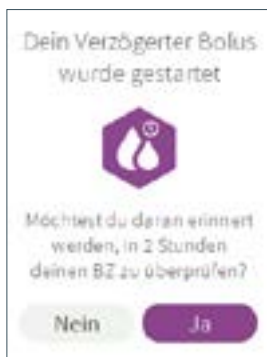 Dein Verzögerter Bolus
wurde gestartet
Möchtest du daran erinnert
werden, in 2 Stunden
deinen BZ zu überprüfen?
Nein
Ja